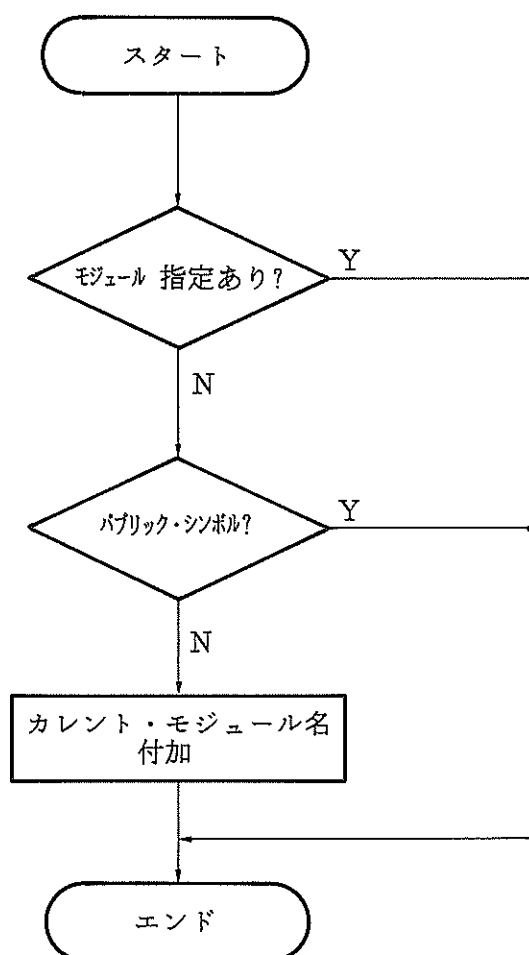 スタート
モジュール 指定あり?
Y
N
パブリック・シンボル?
Y
N
カレント・モジュール名
付加
エンド